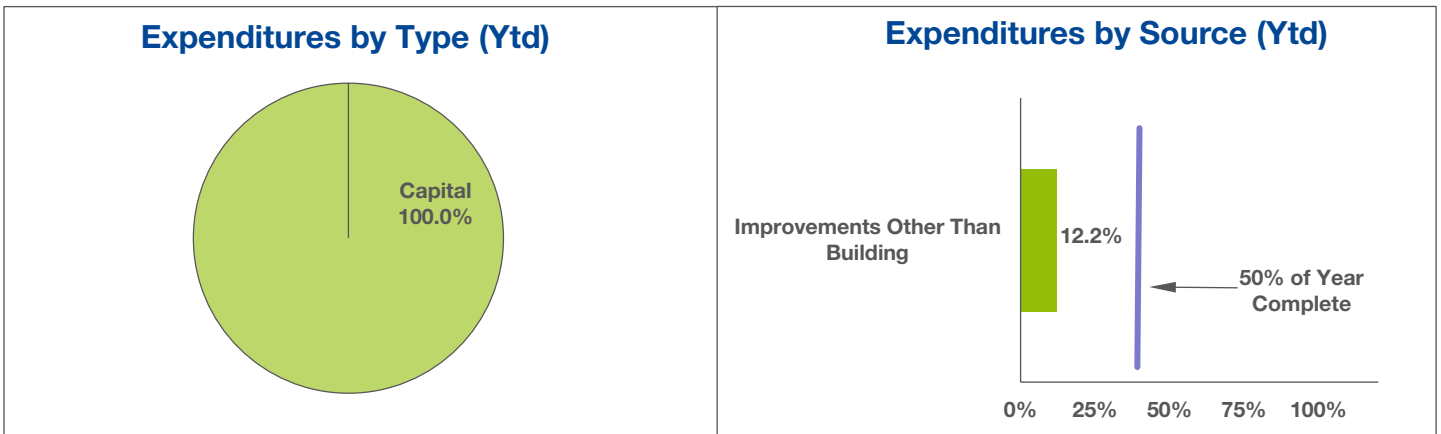 Expenditures by Type (Ytd)
Capital
100.0%
Expenditures by Source (Ytd)
Improvements Other Than
Building
12.2%
50% of Year
Complete
0% 25% 50% 75% 100%